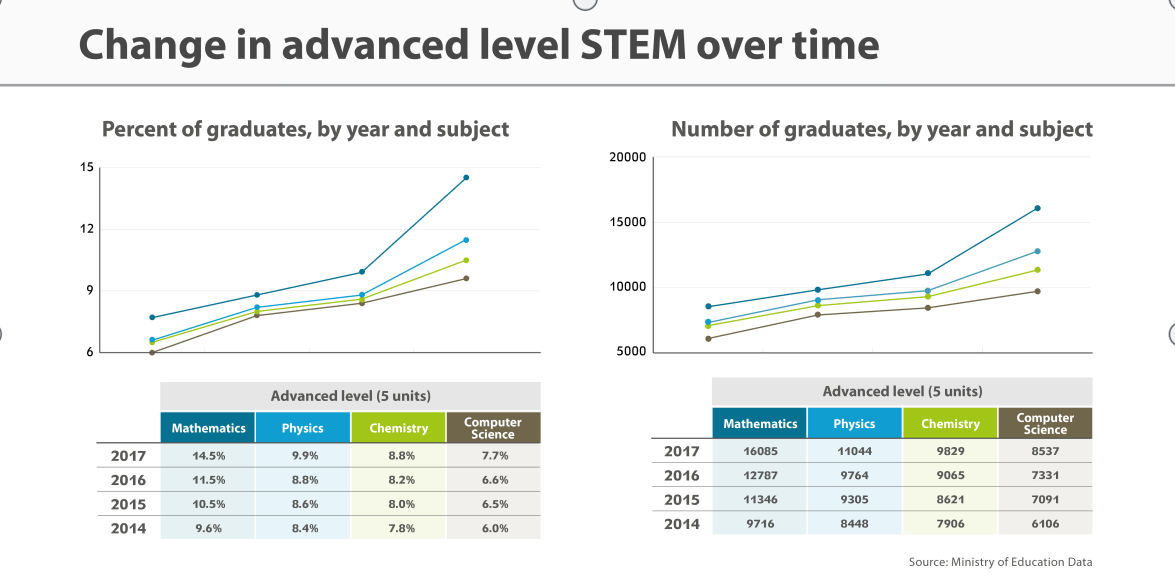 Change in advanced level STEM over time
Percent of graduates, by year and subject
15
12
9
6
Advanced level (5 units)
Mathematics Physics Chemistry Computer Science
2017 14.5% 9.9% 8.8% 7.7%
2016 11.5% 8.8% 8.2% 6.6%
2015 10.5% 8.6% 8.0% 6.5%
2014 9.6% 8.4% 7.8% 6.0%
Number of graduates, by year and subject
20000
15000
10000
5000
Advanced level (5 units)
Mathematics Physics Chemistry Computer Science
2017 16085 11044 9829 8537
2016 12787 9764 9065 7331
2015 11346 9305 8621 7091
2014 9716 8448 7906 6106
Source: Ministry of Education Data